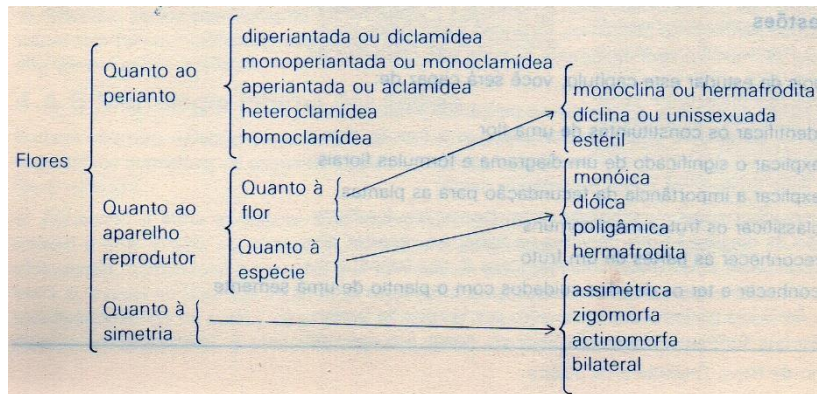 Flores
Quanto ao
perianto
diperiantada ou diclamídea
monoperiantada ou monoclamídea
aperiantada ou aclamídea
heteroclamídea
homoclamídea
Quanto ao
aparelho
reprodutor
Quanto à
flor
monóclina ou hermafrodita
díclina ou unissexuada
estéril
Quanto à
espécie
monóica
dióica
poligâmica
hermafrodita
Quanto à
simetria
assimétrica
zigomorfa
actinomorfa
bilateral